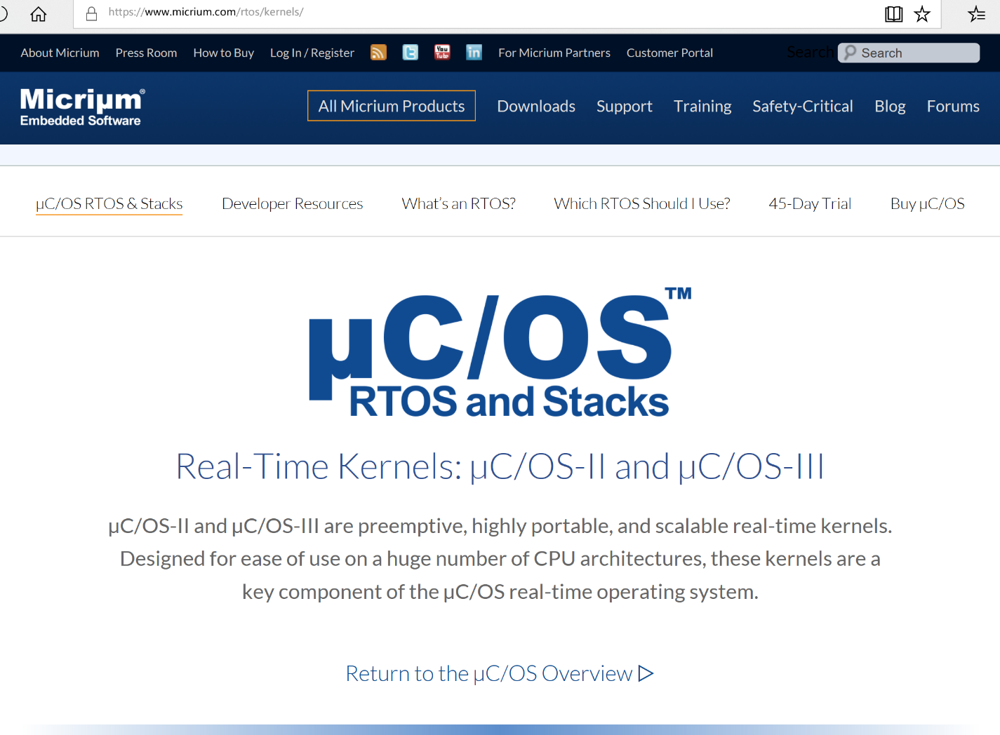 https://www.micrium.com/rtos/kernels/
About Micrium Press Room How to Buy Log In / Register You Tube in For Micrium Partners Customer Portal Search Search
Micriµm®
Embedded Software
All Micrium Products Downloads Support Training Safety-Critical Blog Forums
µC/OS RTOS & Stacks Developer Resources What's an RTOS? Which RTOS Should I Use? 45-Day Trial Buy µC/OS
µC/OS™
RTOS and Stacks
Real-Time Kernels: µC/OS-II and µC/OS-III
µC/OS-II and µC/OS-III are preemptive, highly portable, and scalable real-time kernels.
Designed for ease of use on a huge number of CPU architectures, these kernels are a
key component of the µC/OS real-time operating system.
Return to the µC/OS Overview